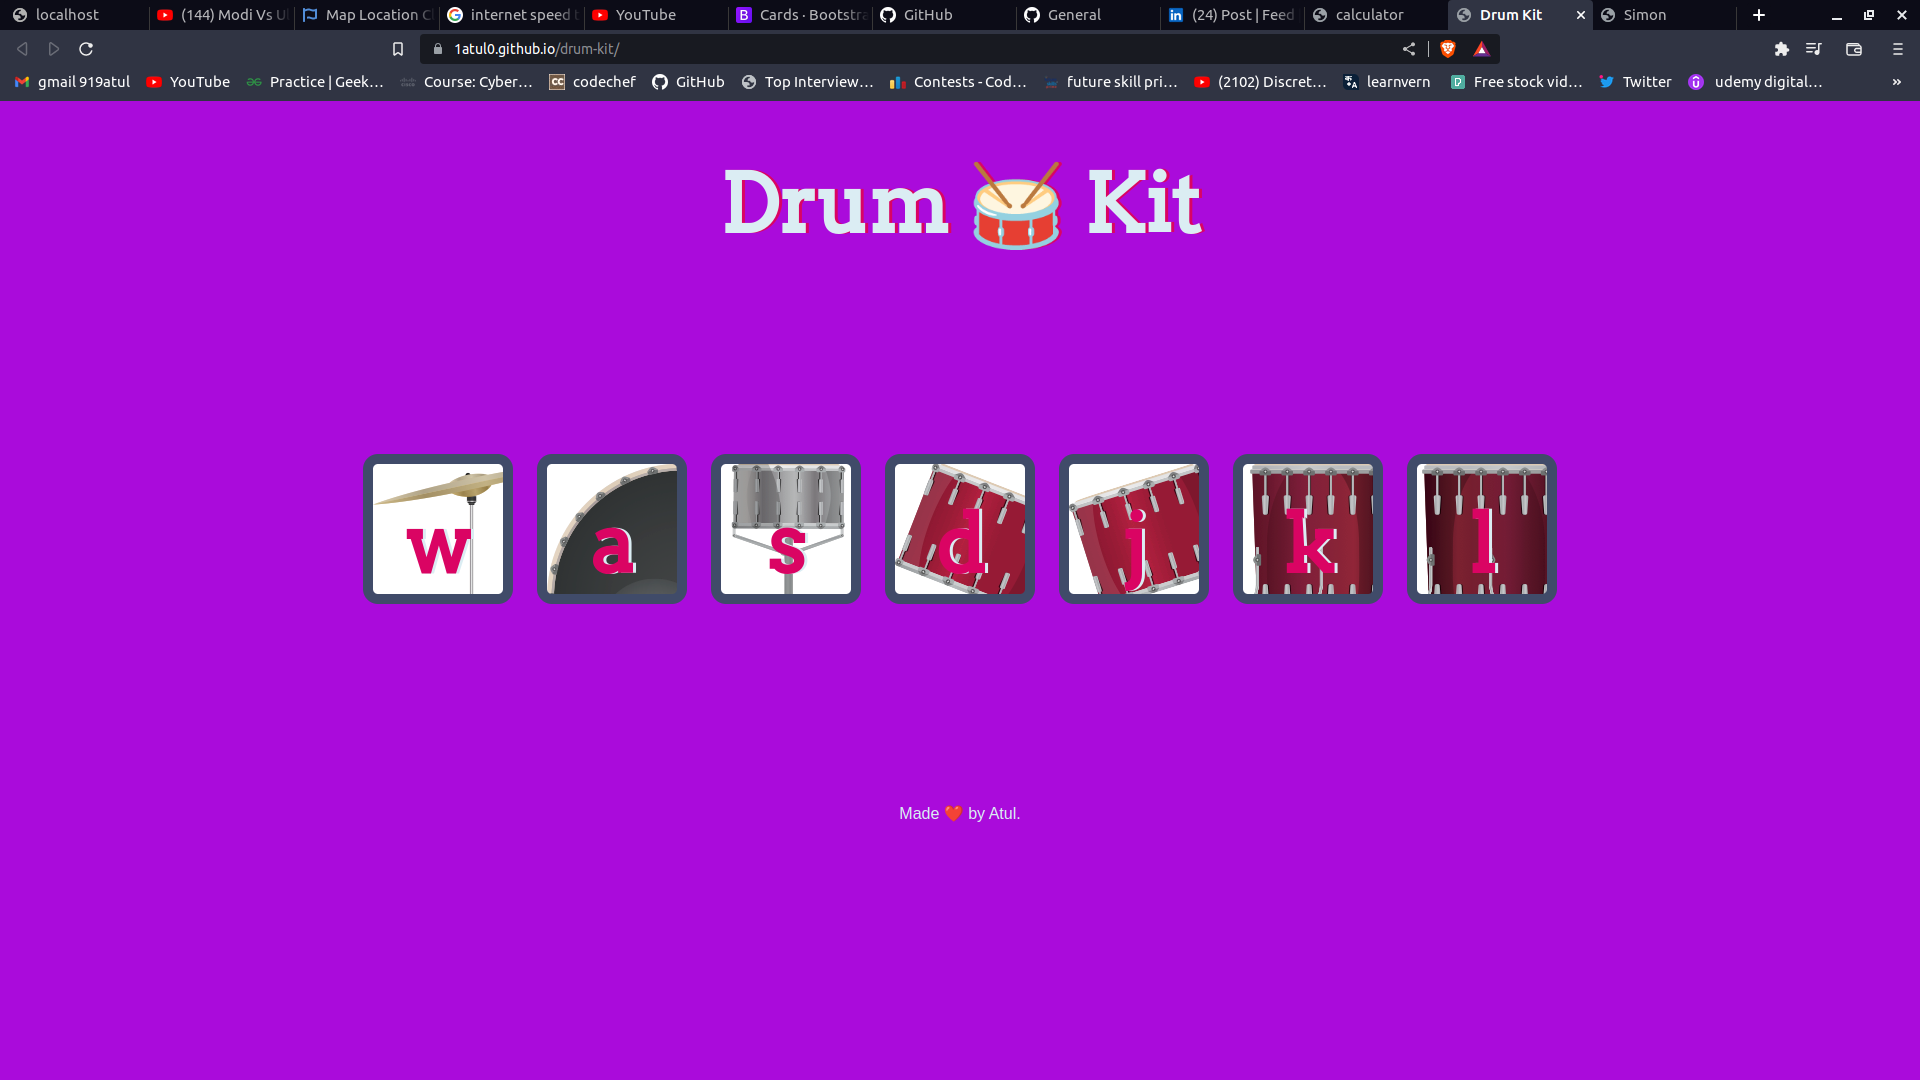 localhost (144) Modi Vs Map Location internet speed YouTube Cards · Bootstra GitHub General (24) Post | Feed calculator Drum Kit Simon
1atul0.github.io/drum-kit/
gmail 919atul YouTube Practice | Geek... Course: Cyber... codechef GitHub Top Interview... Contests - Cod... future skill pri... (2102) Discret... learnvern Free stock vid... Twitter udemy digital... »
Drum 🥁 Kit
w a s d j k l
Made ❤️ by Atul.